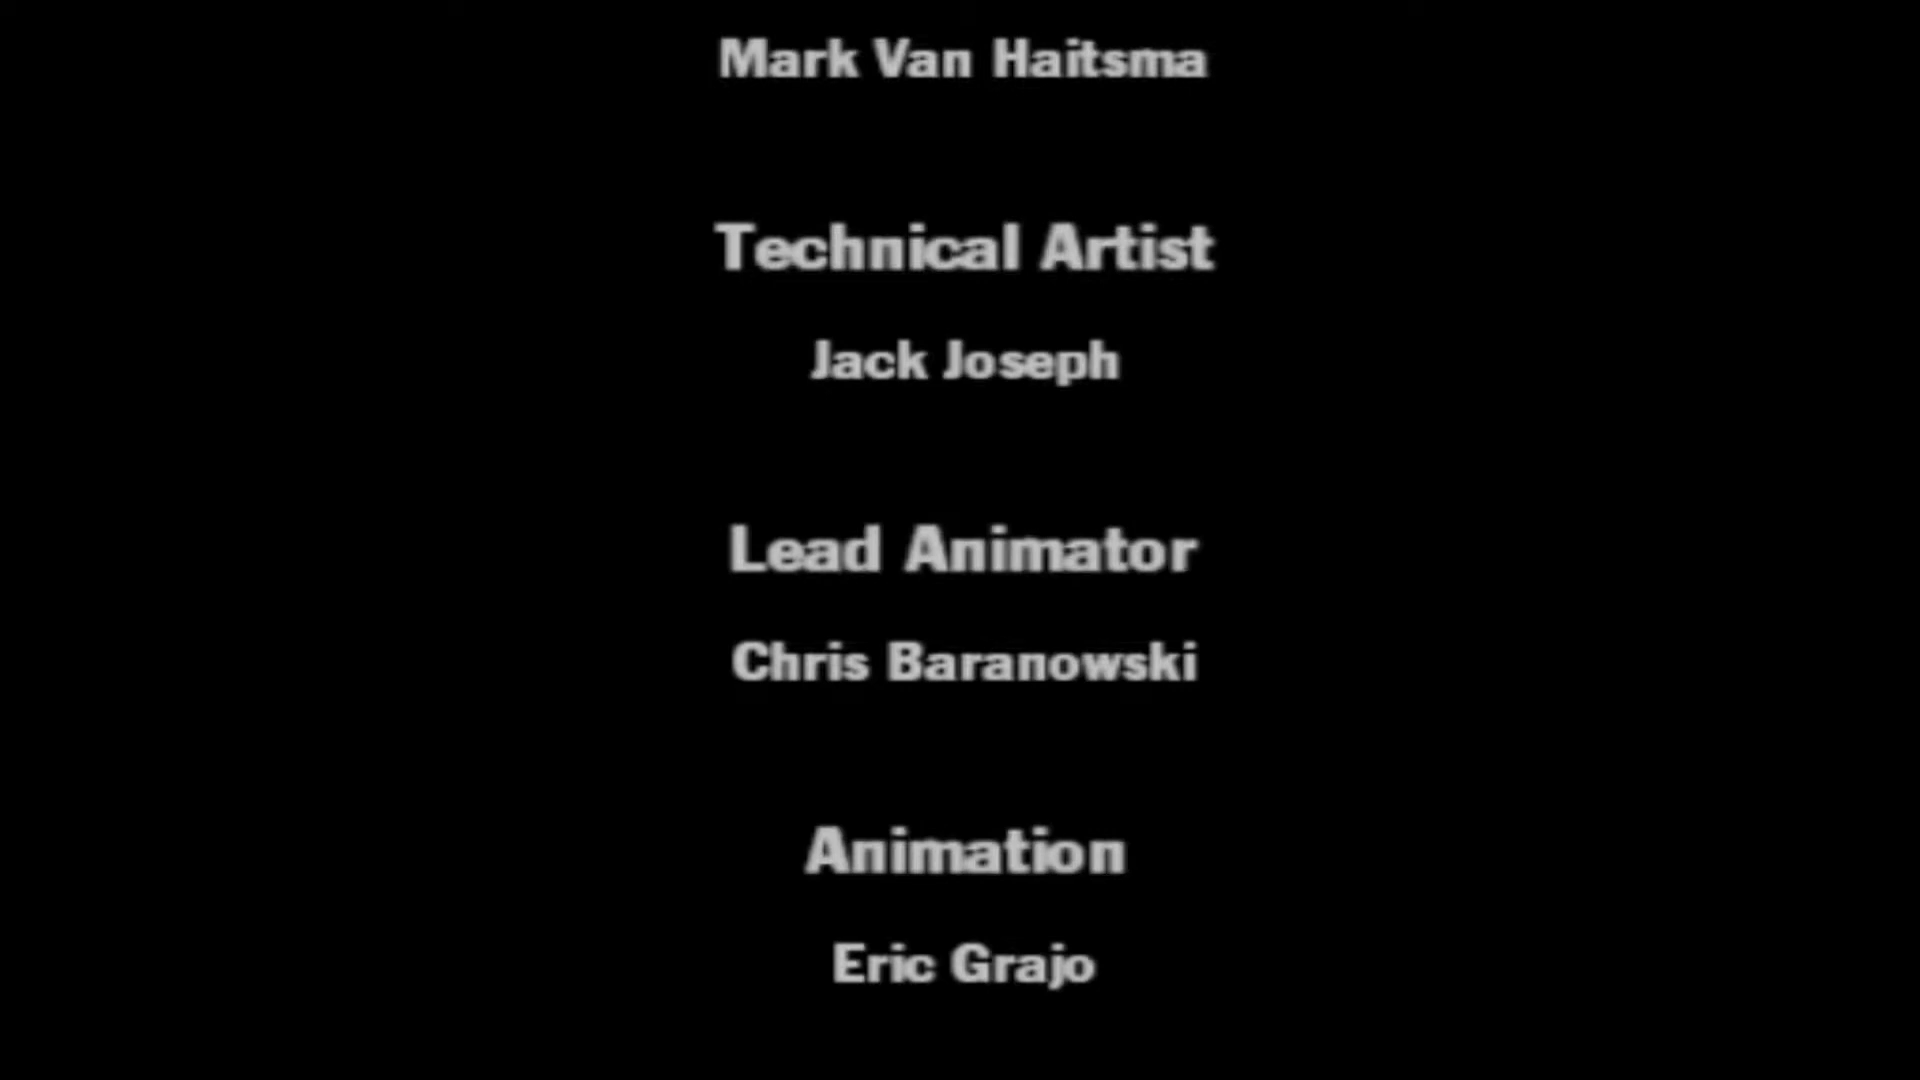 Mark Van Haitsma
Technical Artist
Jack Joseph
Lead Animator
Chris Baranowski
Animation
Eric Grajo